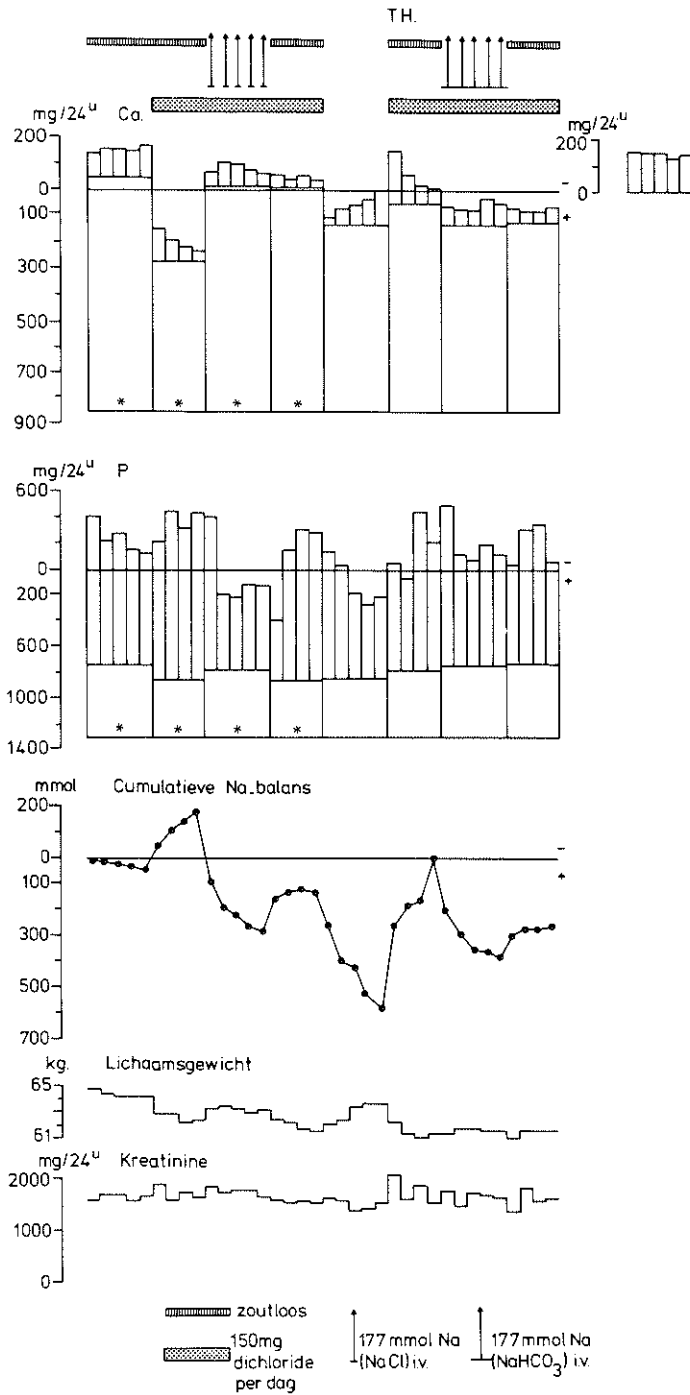 TH.
mg/24ᵘ Ca.
mg/24ᵘ
200
0
100
300
500
700
900
200
0
-
+
* * * *
mg/24ᵘ P
600
0
200
600
1000
1400
-
+
* * * *
mmol Cumulatieve Na-balans
200
0
100
300
500
700
-
+
kg. Lichaamsgewicht
65
61
mg/24ᵘ Kreatinine
2000
1000
0
zoutloos
150mg
dichloride
per dag
177 mmol Na
(NaCl) i.v.
177 mmol Na
(NaHCO₃) i.v.